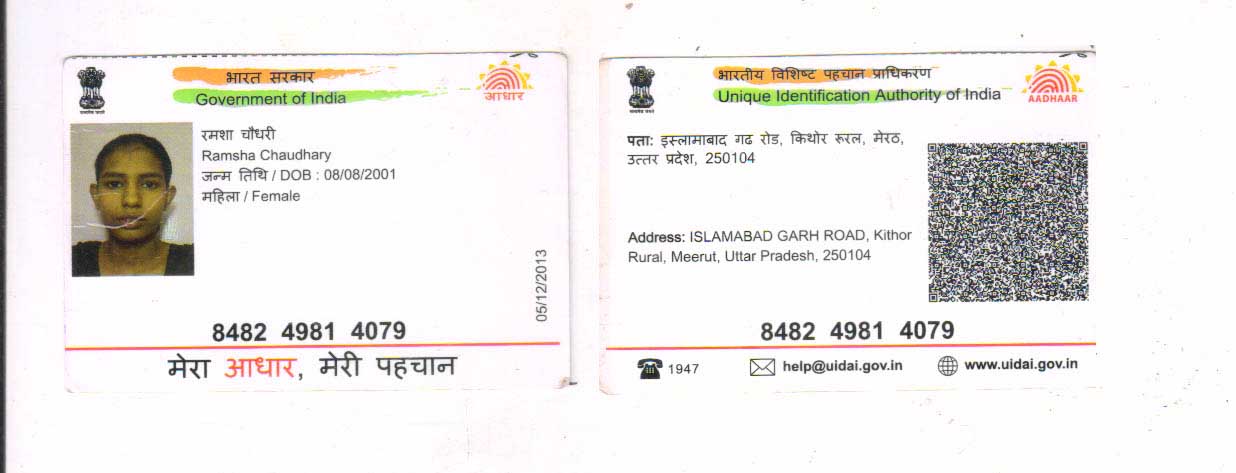 भारत सरकार
Government of India
आधार
रमशा चौधरी
Ramsha Chaudhary
जन्म तिथि / DOB : 08/08/2001
महिला / Female
05/12/2013
8482 4981 4079
मेरा आधार, मेरी पहचान
भारतीय विशिष्ट पहचान प्राधिकरण
Unique Identification Authority of India
AADHAAR
पता: इस्लामाबाद गढ रोड, किथोर रूरल, मेरठ,
उत्तर प्रदेश, 250104
Address: ISLAMABAD GARH ROAD, Kithor
Rural, Meerut, Uttar Pradesh, 250104
8482 4981 4079
1947 help@uidai.gov.in www.uidai.gov.in